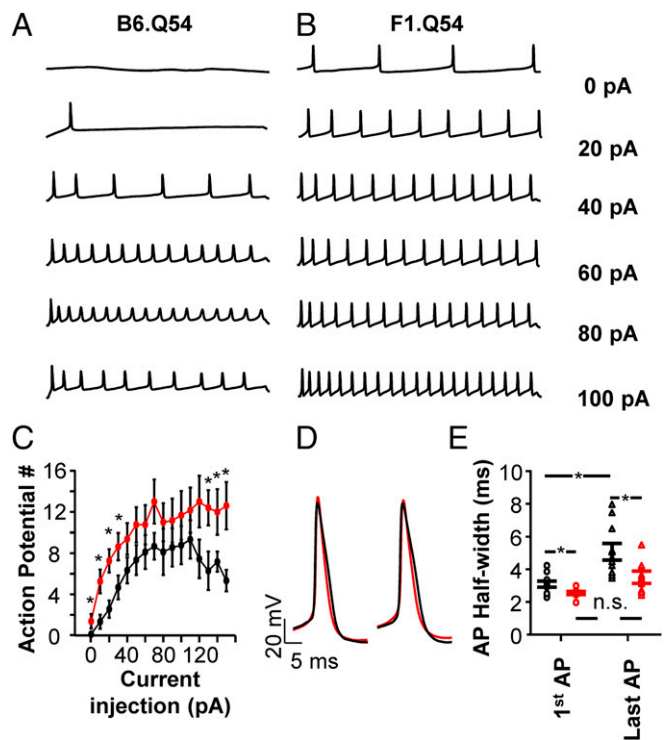 A B6.Q54 B F1.Q54
0 pA
20 pA
40 pA
60 pA
80 pA
100 pA
C
Action Potential #
16
12
8
4
0
* * * * * * *
0 40 80 120
Current
injection (pA)
D
20 mV
5 ms
E
AP Half-width (ms)
10
8
6
4
2
0
*
*
*
n.s.
1st AP
Last AP